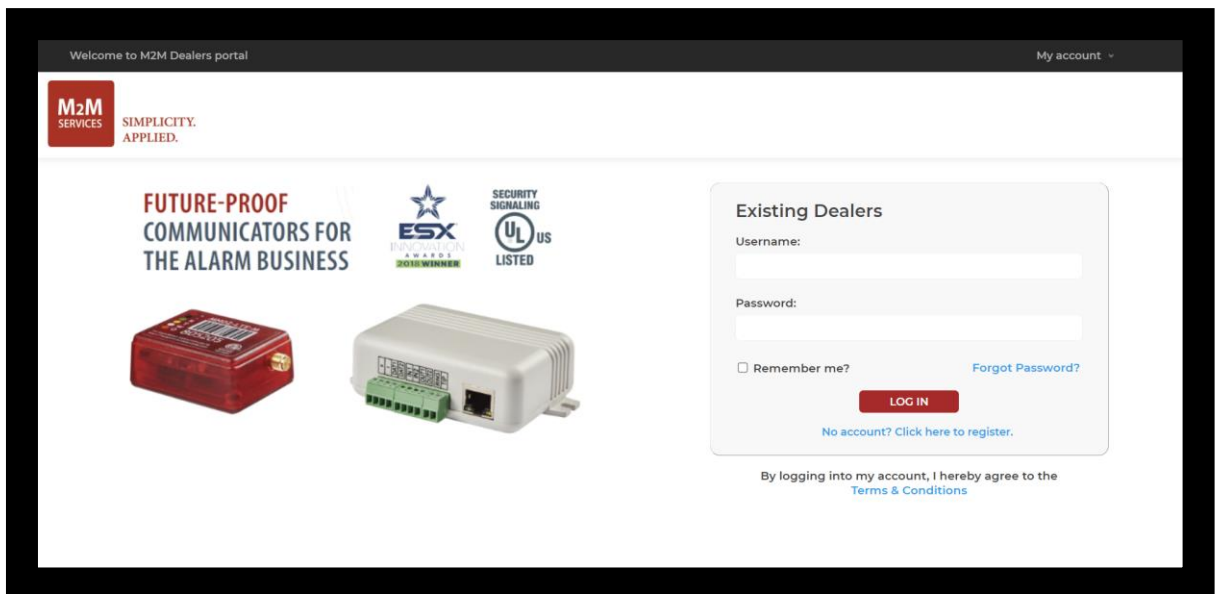 Welcome to M2M Dealers portal
My account
M2M
SERVICES
SIMPLICITY.
APPLIED.
FUTURE-PROOF
COMMUNICATORS FOR
THE ALARM BUSINESS
ESX
INNOVATION
AWARDS
2018 WINNER
SECURITY
SIGNALING
UL US
LISTED
Existing Dealers
Username:
Password:
Remember me?
Forgot Password?
LOG IN
No account? Click here to register.
By logging into my account, I hereby agree to the
Terms & Conditions